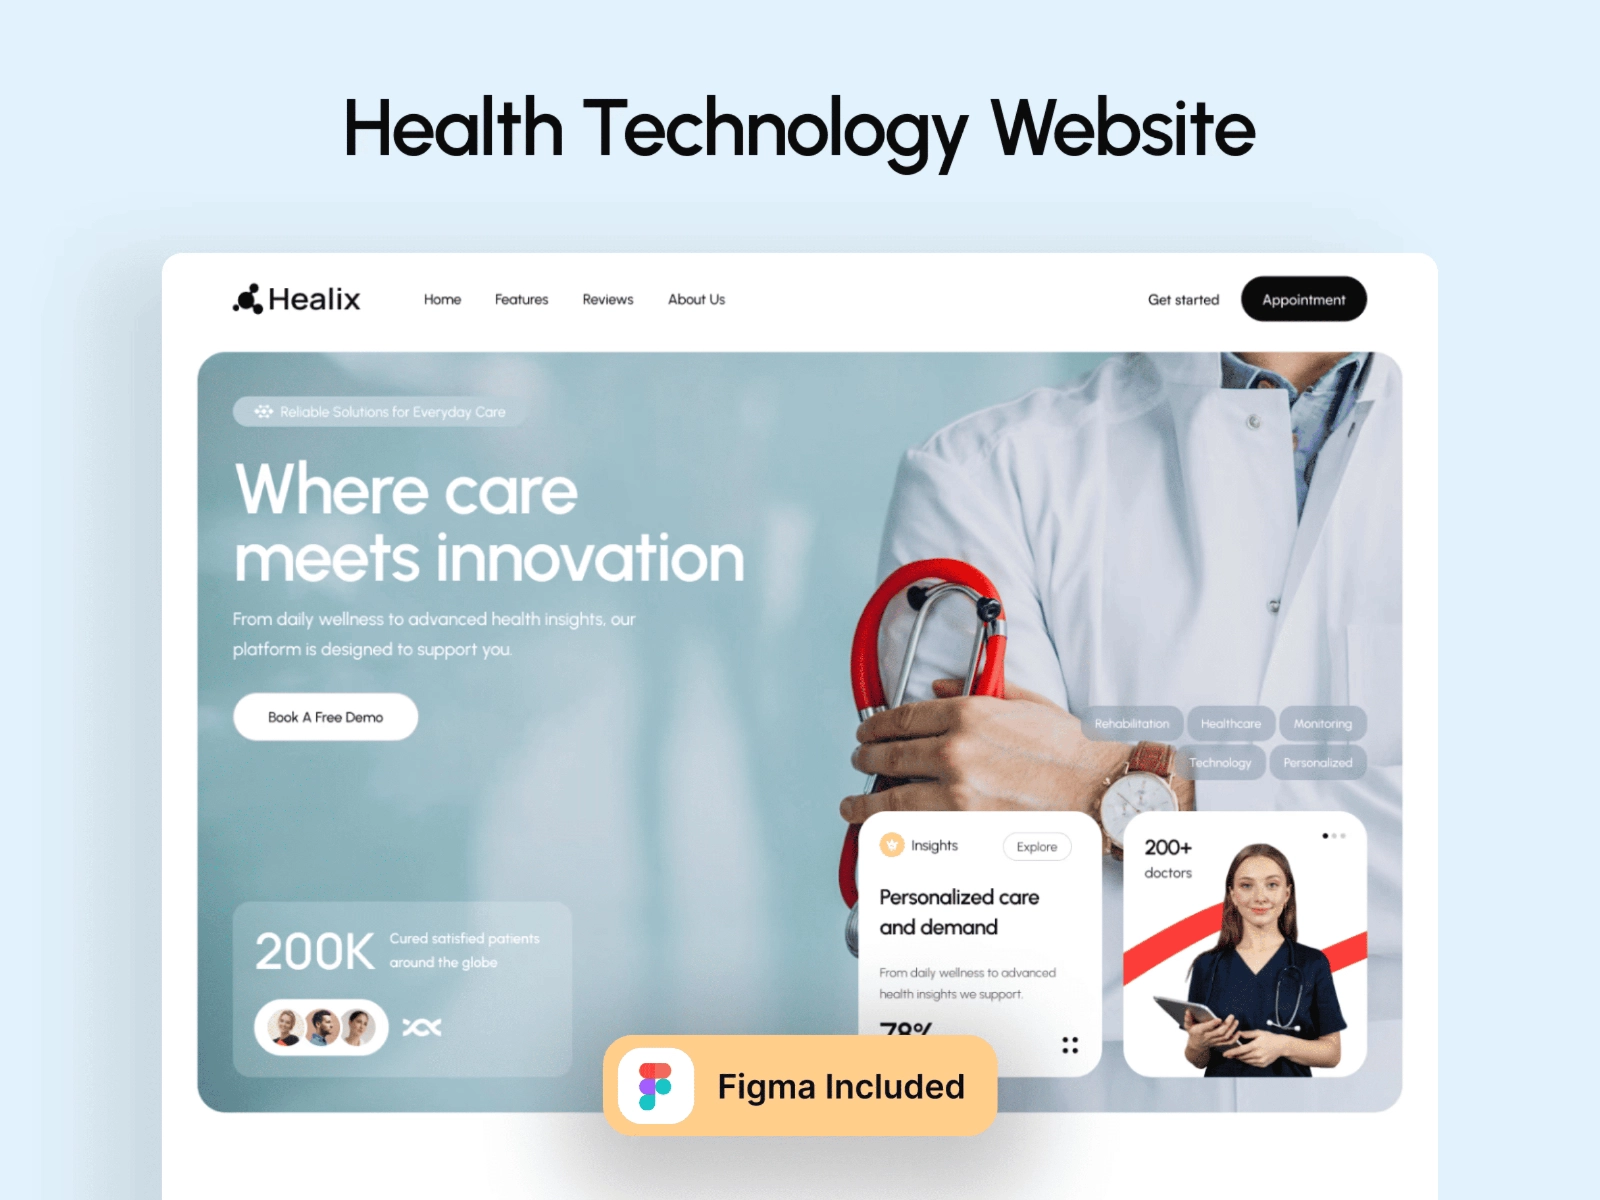 Health Technology Website
Healix
Home
Features
Reviews
About Us
Get started
Appointment
Reliable Solutions for Everyday Care
Where care
meets innovation
From daily wellness to advanced health insights, our
platform is designed to support you.
Book A Free Demo
Rehabilitation
Healthcare
Monitoring
Technology
Personalized
200K
Cured satisfied patients
around the globe
Insights
Explore
Personalized care
and demand
From daily wellness to advanced
health insights we support.
78%
200+
doctors
Figma Included